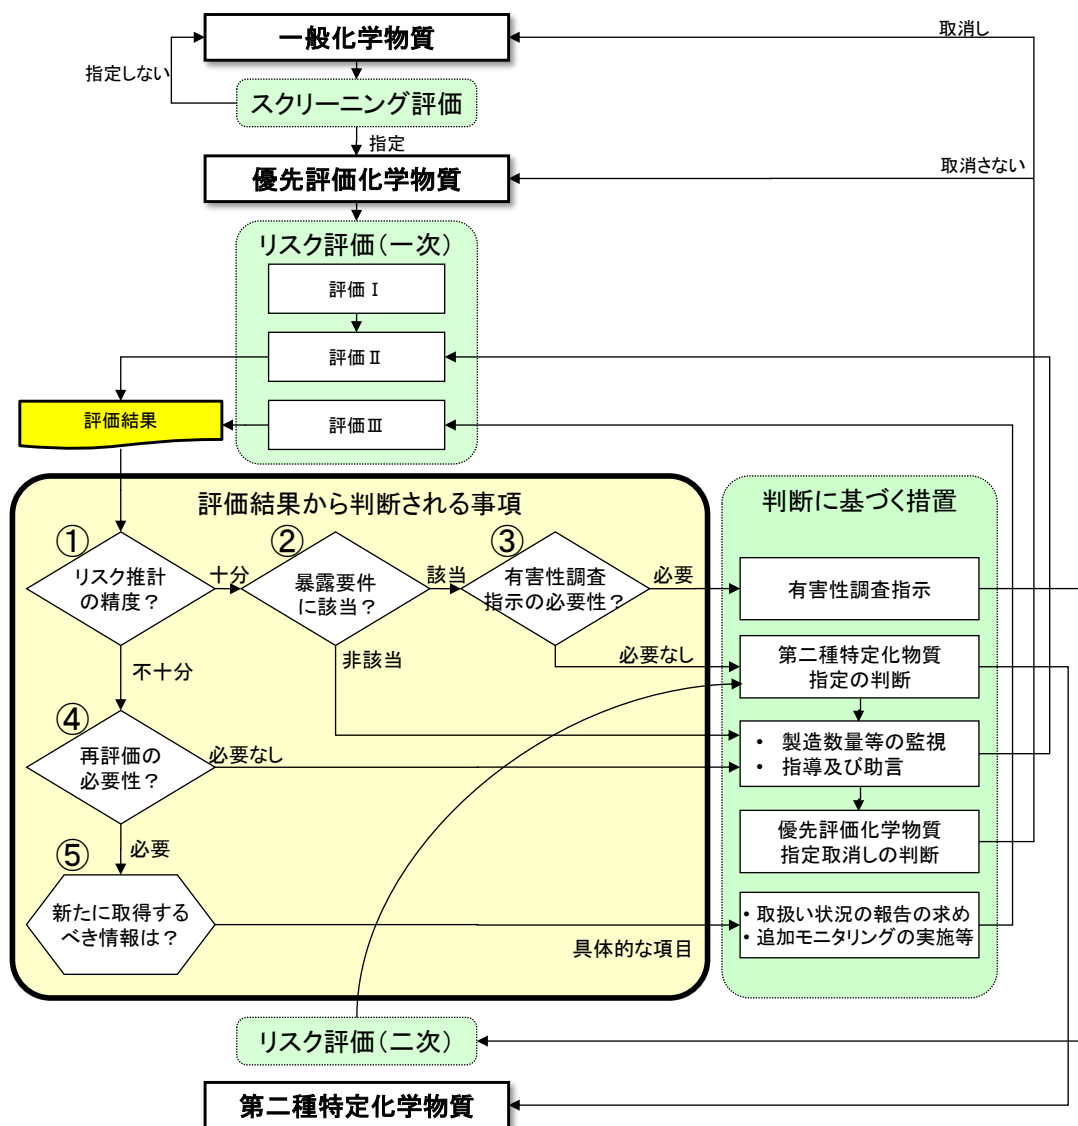 一般化学物質
取消し
指定しない
スクリーニング評価
指定
優先評価化学物質
取消さない
リスク評価(一次)
評価Ⅰ
評価Ⅱ
評価Ⅲ
評価結果
評価結果から判断される事項
判断に基づく措置
①
リスク推計
の精度?
十分
②
暴露要件
に該当?
該当
③
有害性調査
指示の必要性?
必要
有害性調査指示
不十分
非該当
必要なし
第二種特定化物質
指定の判断
④
再評価の
必要性?
必要なし
・ 製造数量等の監視
・ 指導及び助言
必要
優先評価化学物質
指定取消しの判断
⑤
新たに取得する
べき情報は?
具体的な項目
・取扱い状況の報告の求め
・追加モニタリングの実施等
リスク評価(二次)
第二種特定化学物質